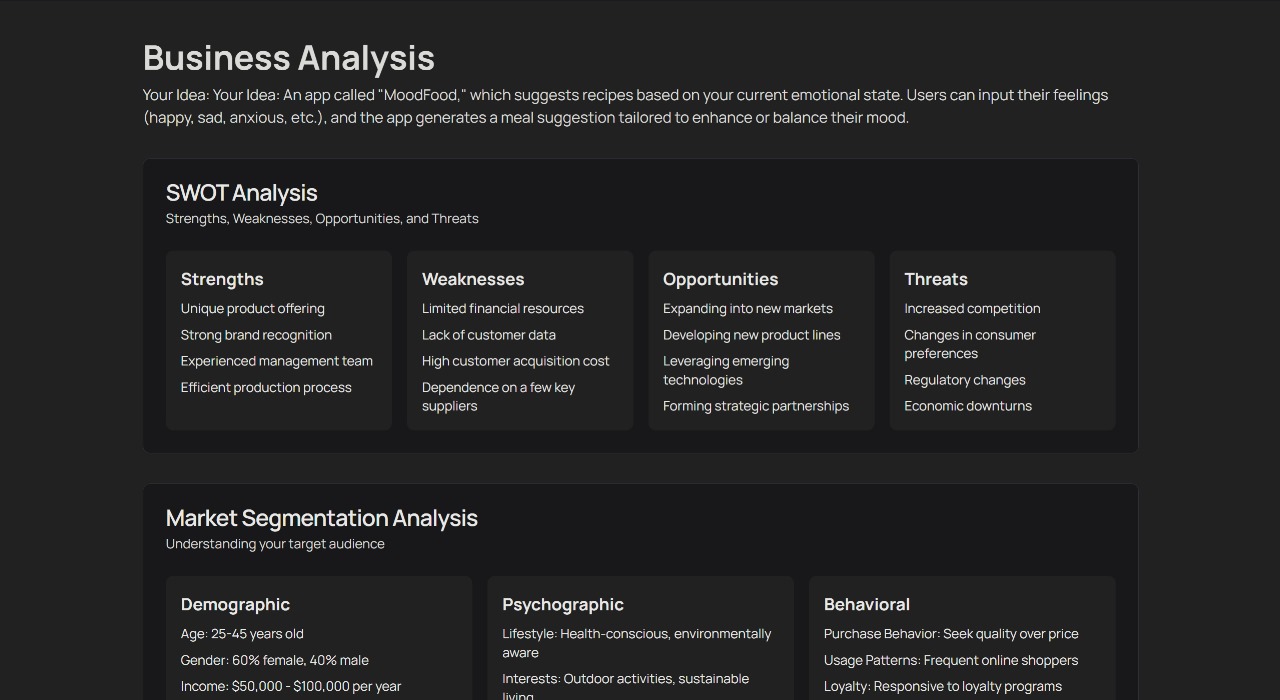 Business Analysis
Your Idea: Your Idea: An app called "MoodFood," which suggests recipes based on your current emotional state. Users can input their feelings
(happy, sad, anxious, etc.), and the app generates a meal suggestion tailored to enhance or balance their mood.
SWOT Analysis
Strengths, Weaknesses, Opportunities, and Threats
Strengths
Unique product offering
Strong brand recognition
Experienced management team
Efficient production process
Weaknesses
Limited financial resources
Lack of customer data
High customer acquisition cost
Dependence on a few key
suppliers
Opportunities
Expanding into new markets
Developing new product lines
Leveraging emerging
technologies
Forming strategic partnerships
Threats
Increased competition
Changes in consumer
preferences
Regulatory changes
Economic downturns
Market Segmentation Analysis
Understanding your target audience
Demographic
Age: 25-45 years old
Gender: 60% female, 40% male
Income: $50,000 - $100,000 per year
Psychographic
Lifestyle: Health-conscious, environmentally
aware
Interests: Outdoor activities, sustainable
living
Behavioral
Purchase Behavior: Seek quality over price
Usage Patterns: Frequent online shoppers
Loyalty: Responsive to loyalty programs